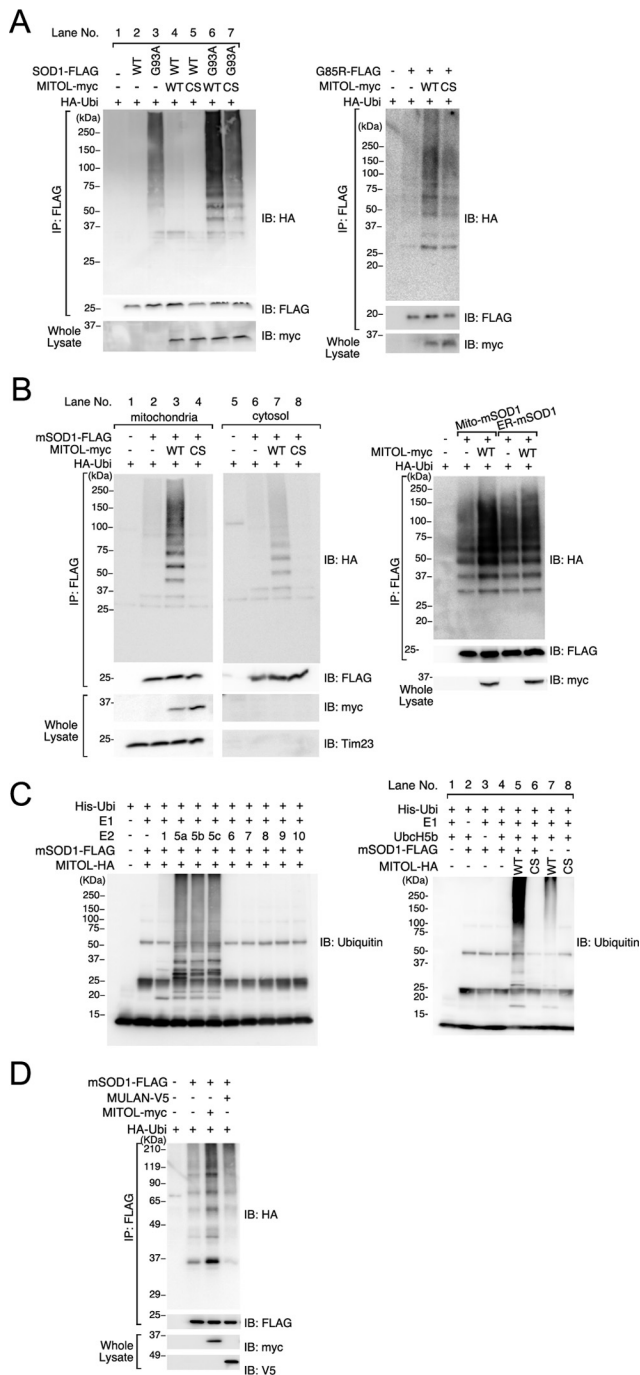 A
Lane No. 1 2 3 4 5 6 7
SOD1-FLAG - WT G93A WT WT G93A G93A
MITOL-myc - - - WT CS WT CS
HA-Ubi + + + + + + +
(kDa)
250-
150-
100-
75-
50-
37-
25-
IP: FLAG
IB: HA
25-
IB: FLAG
37-
Whole Lysate
IB: myc
G85R-FLAG - + + +
MITOL-myc - - WT CS
HA-Ubi + + + +
(kDa)
250-
150-
100-
75-
50-
37-
25-
20-
IP: FLAG
IB: HA
20-
IB: FLAG
37-
Whole Lysate
IB: myc
B
Lane No. 1 2 3 4 5 6 7 8
mitochondria cytosol
mSOD1-FLAG - + + + - + + +
MITOL-myc - - WT CS - - WT CS
HA-Ubi + + + + + + + +
(kDa)
250-
150-
100-
75-
50-
37-
25-
IP: FLAG
IB: HA
25-
IB: FLAG
37-
IB: myc
Whole Lysate
25-
IB: Tim23
Mito-mSOD1 ER-mSOD1
- + + + +
MITOL-myc - - WT - WT
HA-Ubi + + + + +
(kDa)
250-
150-
100-
75-
50-
37-
25-
20-
IP: FLAG
IB: HA
25-
IB: FLAG
37-
IB: myc
Whole Lysate
C
His-Ubi + + + + + + + + + + +
E1 - + + + + + + + + + +
E2 - - 1 5a 5b 5c 6 7 8 9 10
mSOD1-FLAG - + + + + + + + + + +
MITOL-HA - + + + + + + + + + +
(KDa)
250-
150-
100-
75-
50-
37-
25-
20-
15-
IB: Ubiquitin
Lane No. 1 2 3 4 5 6 7 8
His-Ubi + + + + + + + +
E1
UbcH5b
mSOD1-FLAG
MITOL-HA - - - - WT CS WT CS
(KDa)
250-
150-
100-
75-
50-
37-
25-
20-
15-
IB: Ubiquitin
D
mSOD1-FLAG - + + +
MULAN-V5 - - - +
MITOL-myc - - + -
HA-Ubi + + + +
(KDa)
210-
119-
90-
65-
49-
37-
25-
IP: FLAG
IB: HA
IB: FLAG
37-
IB: myc
Whole Lysate
49-
IB: V5